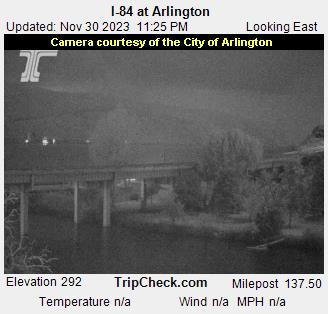 I-84 at Arlington
Updated: Nov 30 2023 11:25 PM Looking East
Camera courtesy of the City of Arlington
Elevation 292 TripCheck.com Milepost 137.50
Temperature n/a Wind n/a MPH n/a